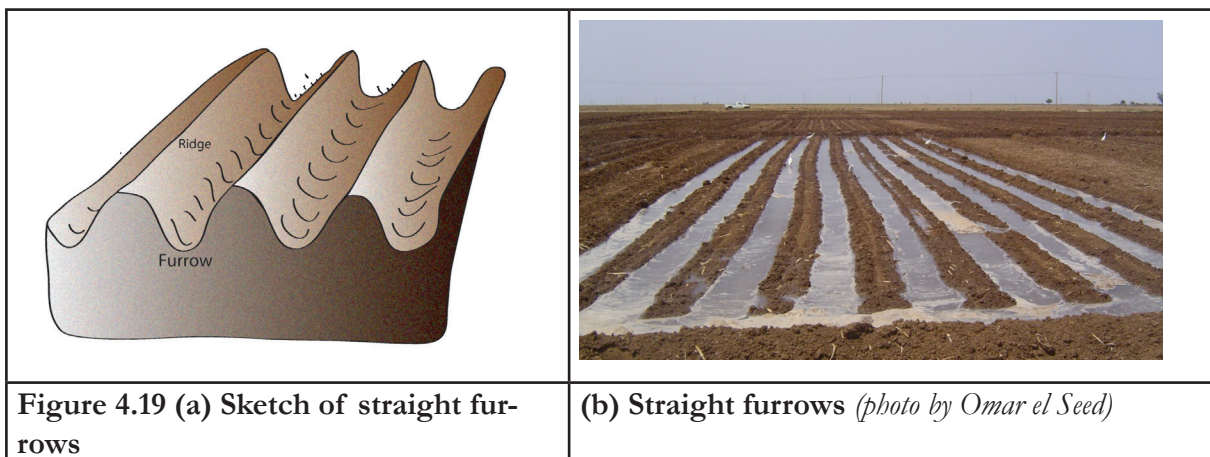 Ridge
Furrow
Figure 4.19 (a) Sketch of straight fur-
rows
(b) Straight furrows (photo by Omar el Seed)